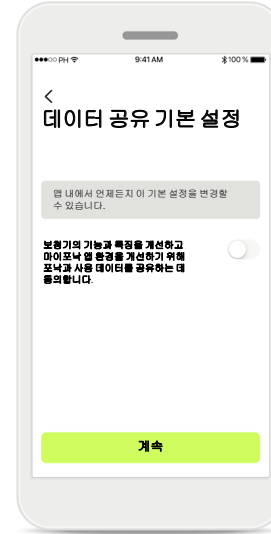 PH 9:41 AM 100 %
데이터 공유 기본 설정
앱 내에서 언제든지 이 기본 설정을 변경할
수 있습니다.
보청기의 기능과 특징을 개선하고
마이포낙 앱 환경을 개선하기 위해
포낙과 사용 데이터를 공유하는 데
동의합니다.
계속